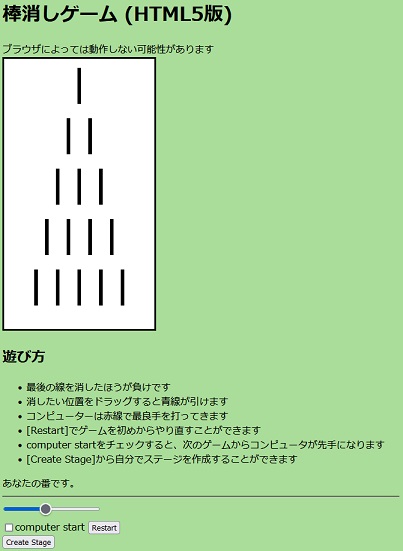 棒消しゲーム (HTML5版)
ブラウザによっては動作しない可能性があります
遊び方
• 最後の線を消したほうが負けです
• 消したい位置をドラッグすると青線が引けます
• コンピューターは赤線で最良手を打ってきます
• [Restart]でゲームを初めからやり直すことができます
• computer startをチェックすると、次のゲームからコンピュータが先手になります
• [Create Stage]から自分でステージを作成することができます
あなたの番です。
computer start Restart
Create Stage